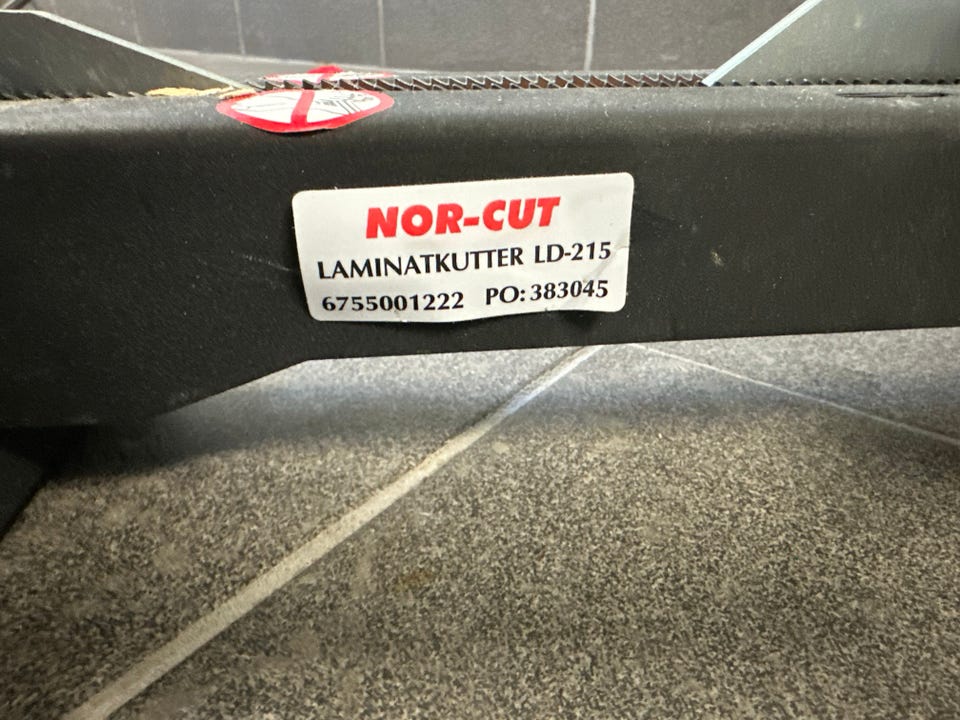 NOR-CUT
LAMINATKUTTER LD-215
6755001222 PO: 383045